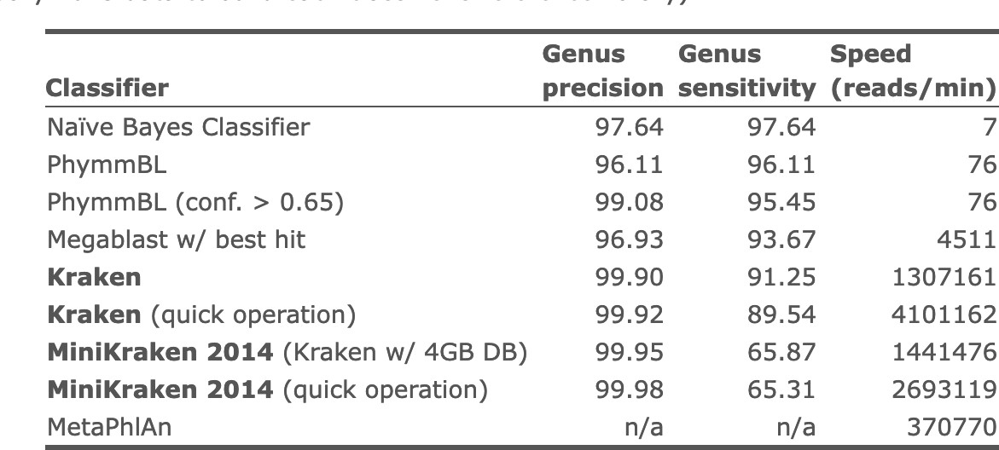 Genus Genus Speed
Classifier precision sensitivity (reads/min)
Naïve Bayes Classifier 97.64 97.64 7
PhymmBL 96.11 96.11 76
PhymmBL (conf. > 0.65) 99.08 95.45 76
Megablast w/ best hit 96.93 93.67 4511
Kraken 99.90 91.25 1307161
Kraken (quick operation) 99.92 89.54 4101162
MiniKraken 2014 (Kraken w/ 4GB DB) 99.95 65.87 1441476
MiniKraken 2014 (quick operation) 99.98 65.31 2693119
MetaPhlAn n/a n/a 370770